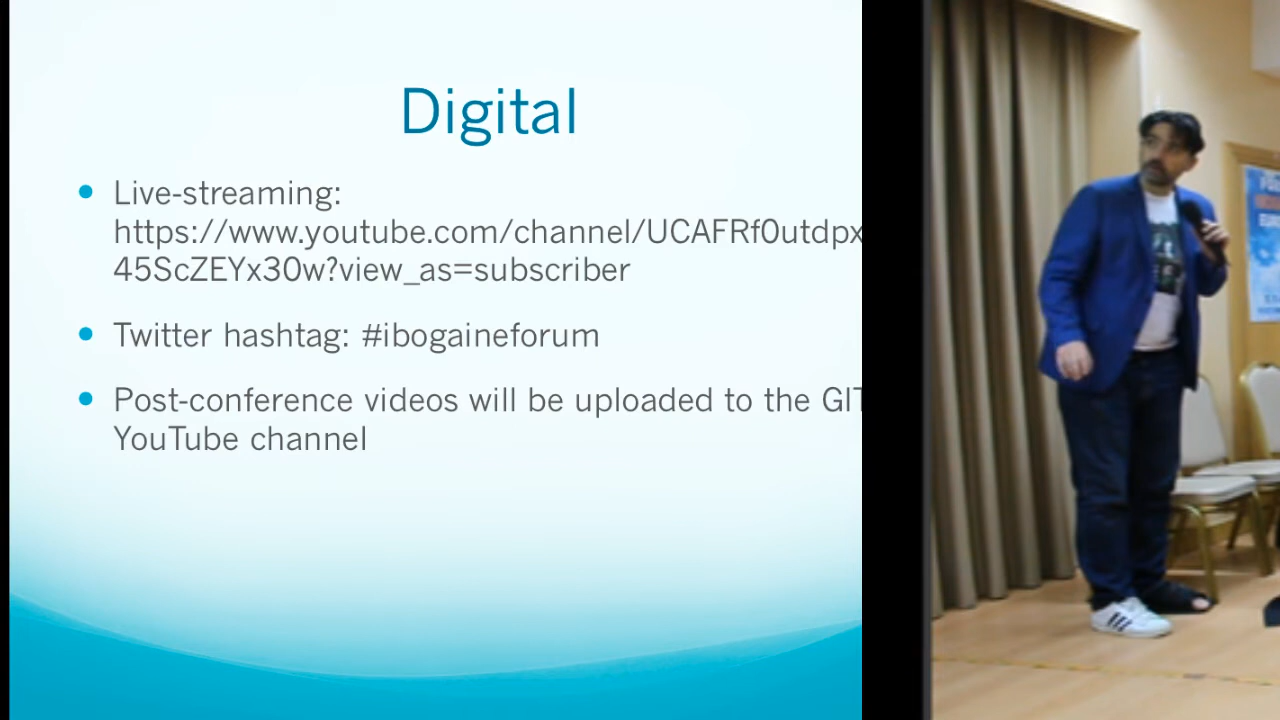 Digital
Live-streaming:
https://www.youtube.com/channel/UCAFRf0utdpx
45ScZEYx30w?view_as=subscriber
Twitter hashtag: #ibogaineforum
Post-conference videos will be uploaded to the GIT
YouTube channel